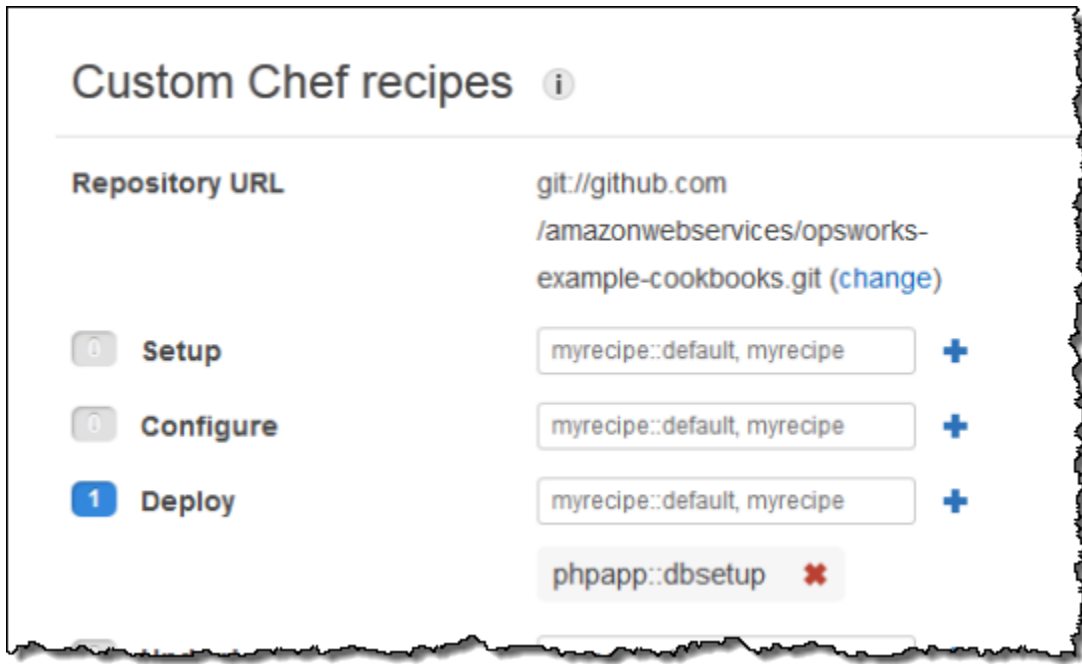 Custom Chef recipes i
Repository URL
git://github.com
/amazonwebservices/opsworks-
example-cookbooks.git (change)
0 Setup myrecipe::default, myrecipe
0 Configure myrecipe::default, myrecipe
1 Deploy myrecipe::default, myrecipe
phpapp::dbsetup